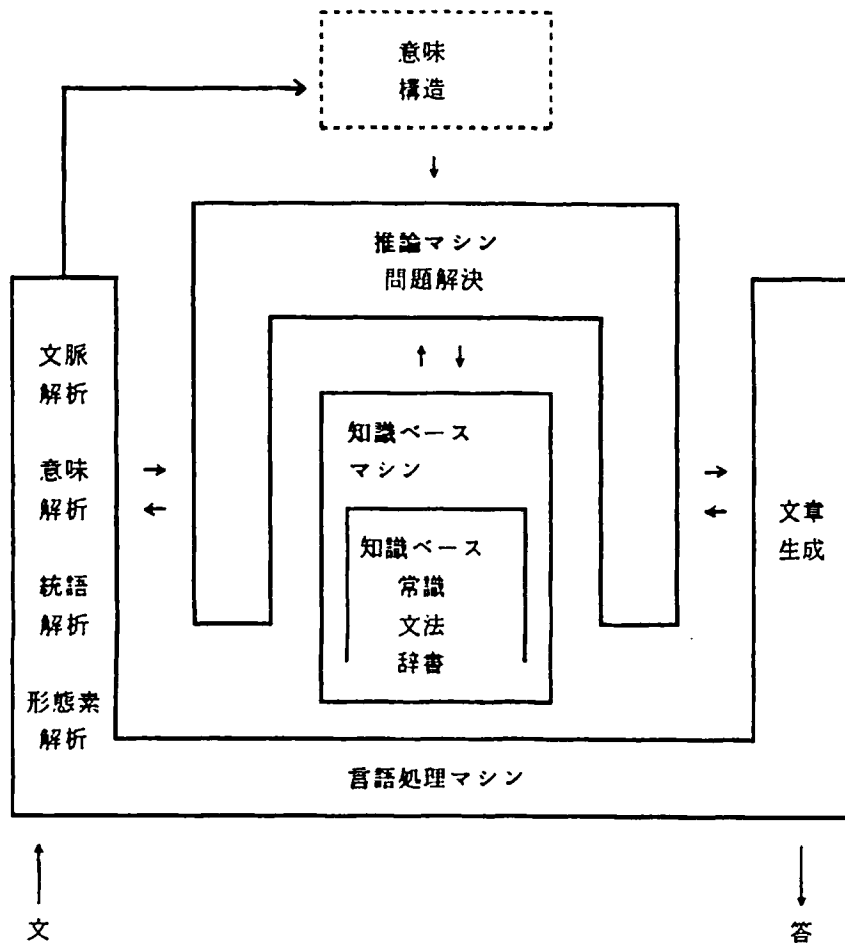 意味
構造
推論マシン
問題解決
文脈
解析
意味
解析
統語
解析
形態素
解析
知識ベース
マシン
知識ベース
常識
文法
辞書
文章
生成
言語処理マシン
文
答